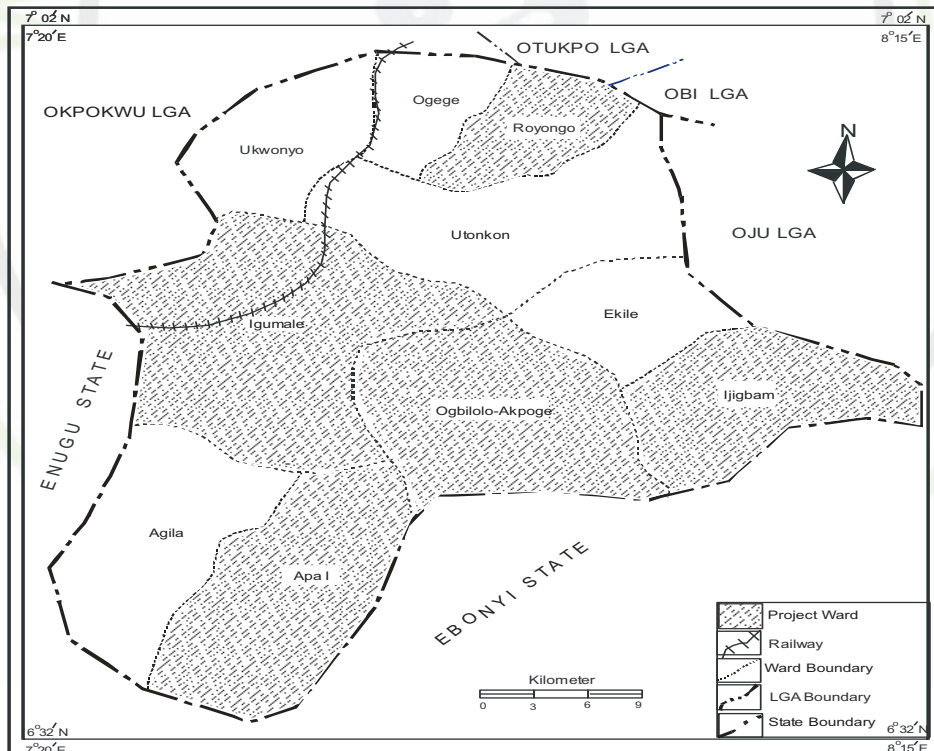 7° 02′ N
7° 02′ N
7° 20′ E
8° 15′ E
OTUKPO LGA
OBI LGA
OKPOKWU LGA
Ogege
Royongo
Ukwonyo
N
Utonkon
OJU LGA
Ekile
Igumale
Ijigbam
Ogbilolo-Akpoge
ENUGU STATE
Agila
Apa I
EBONYI STATE
Project Ward
Railway
Ward Boundary
LGA Boundary
State Boundary
Kilometer
0 3 6 9
6° 32′ N
6° 32′ N
7° 20′ E
8° 15′ E